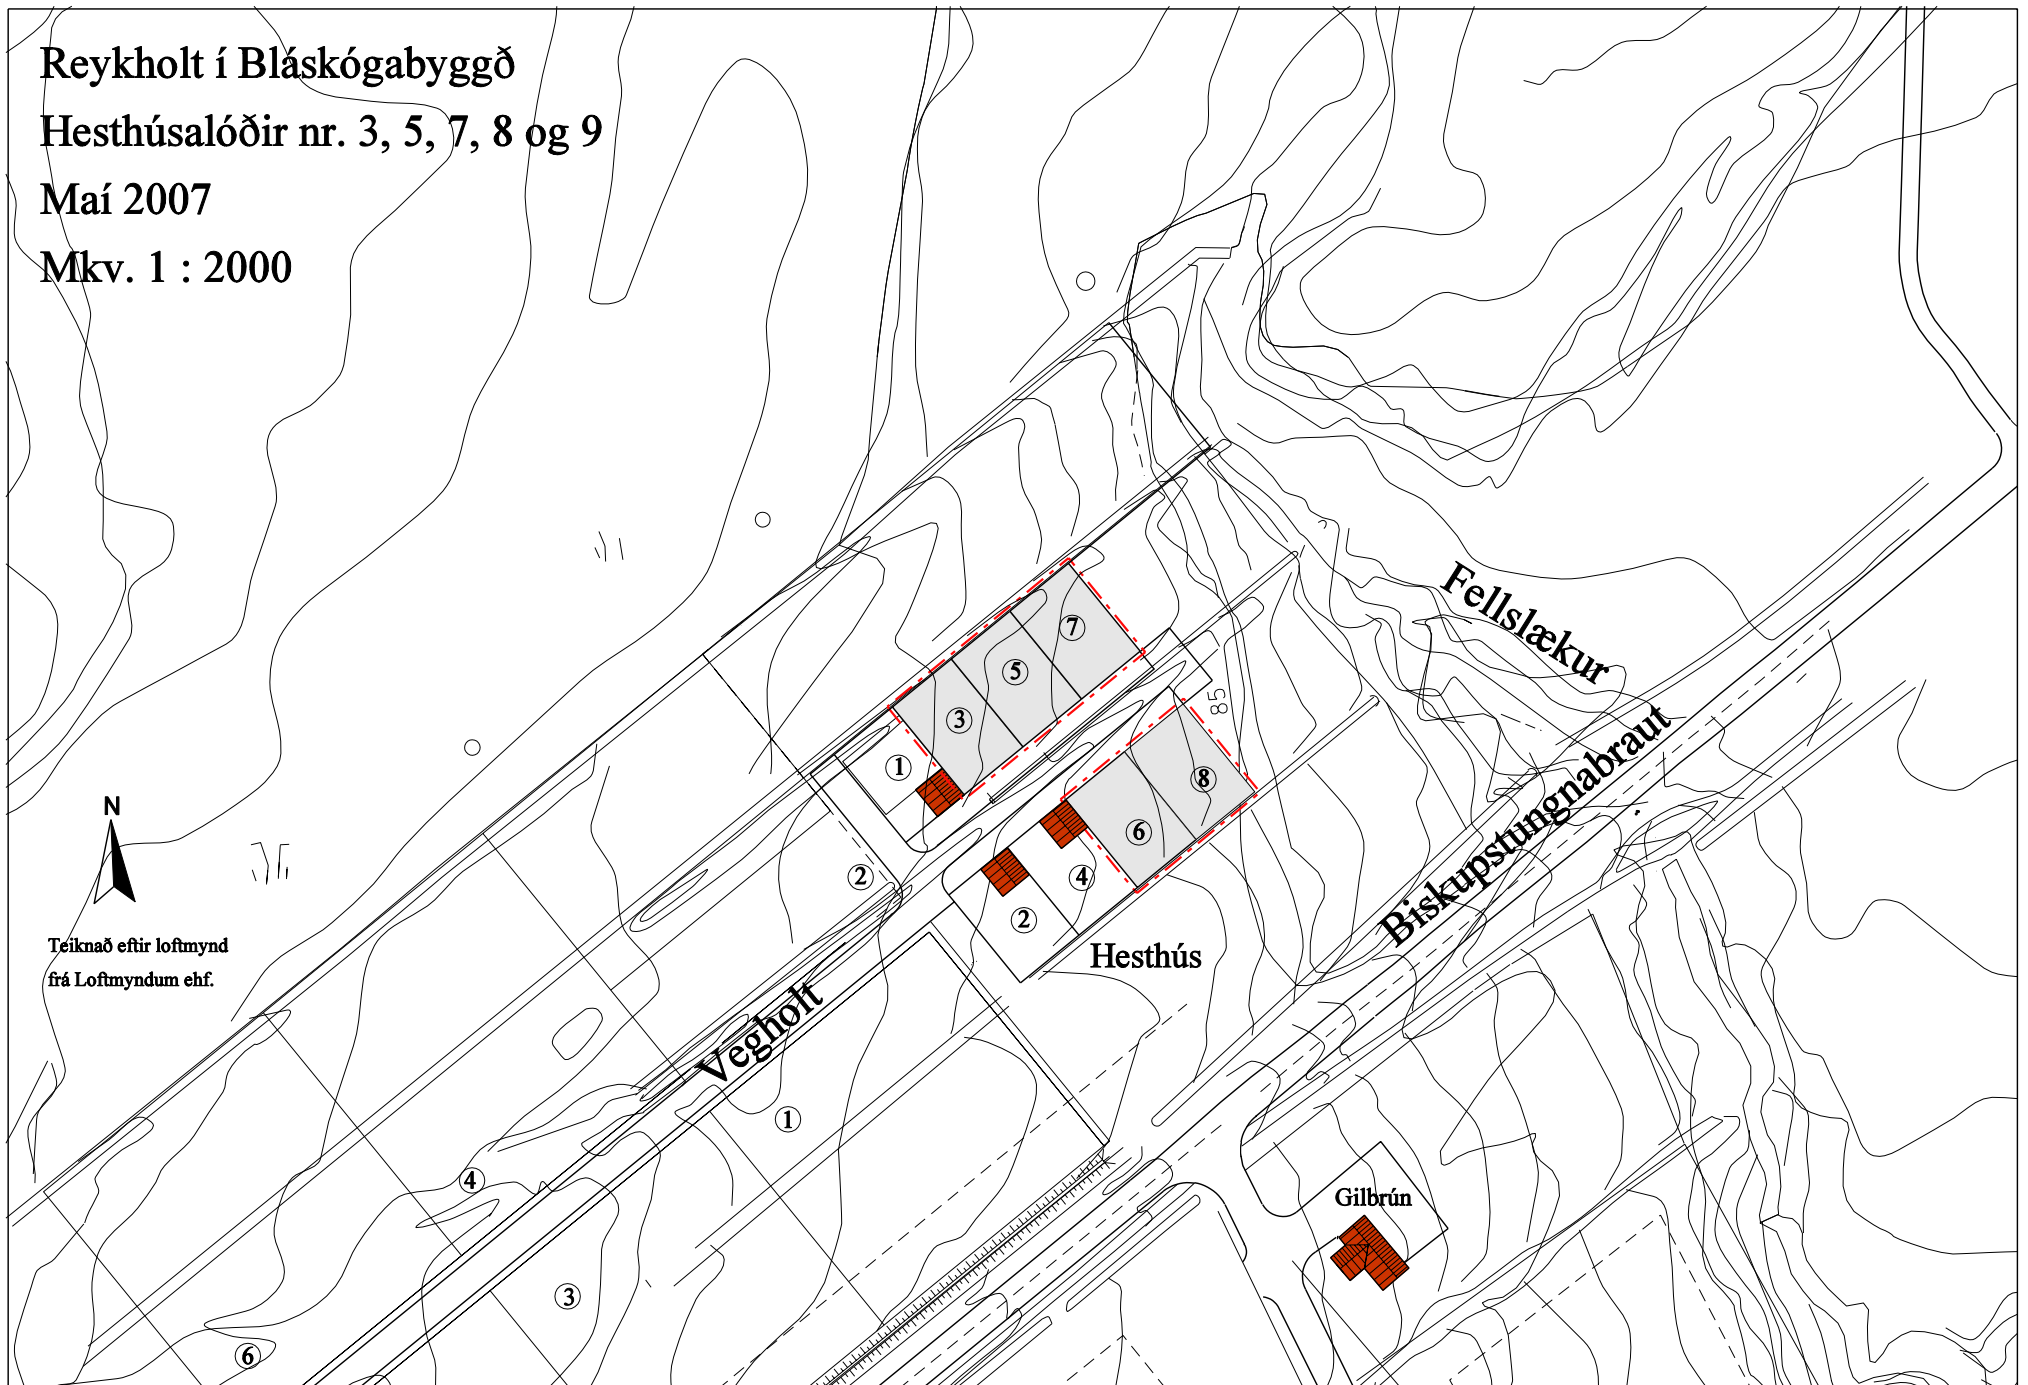 Reykholt í Bláskógabyggð
Hesthúsalóðir nr. 3, 5, 7, 8 og 9
Maí 2007
Mkv. 1 : 2000
Fellslækur
7
5
3
85
1
8
6
Biskupstungnabraut
N
2
4
2
Teiknað eftir loftmynd
frá Loftmyndum ehf.
Hesthús
Vegholt
1
4
Gilbrún
3
6